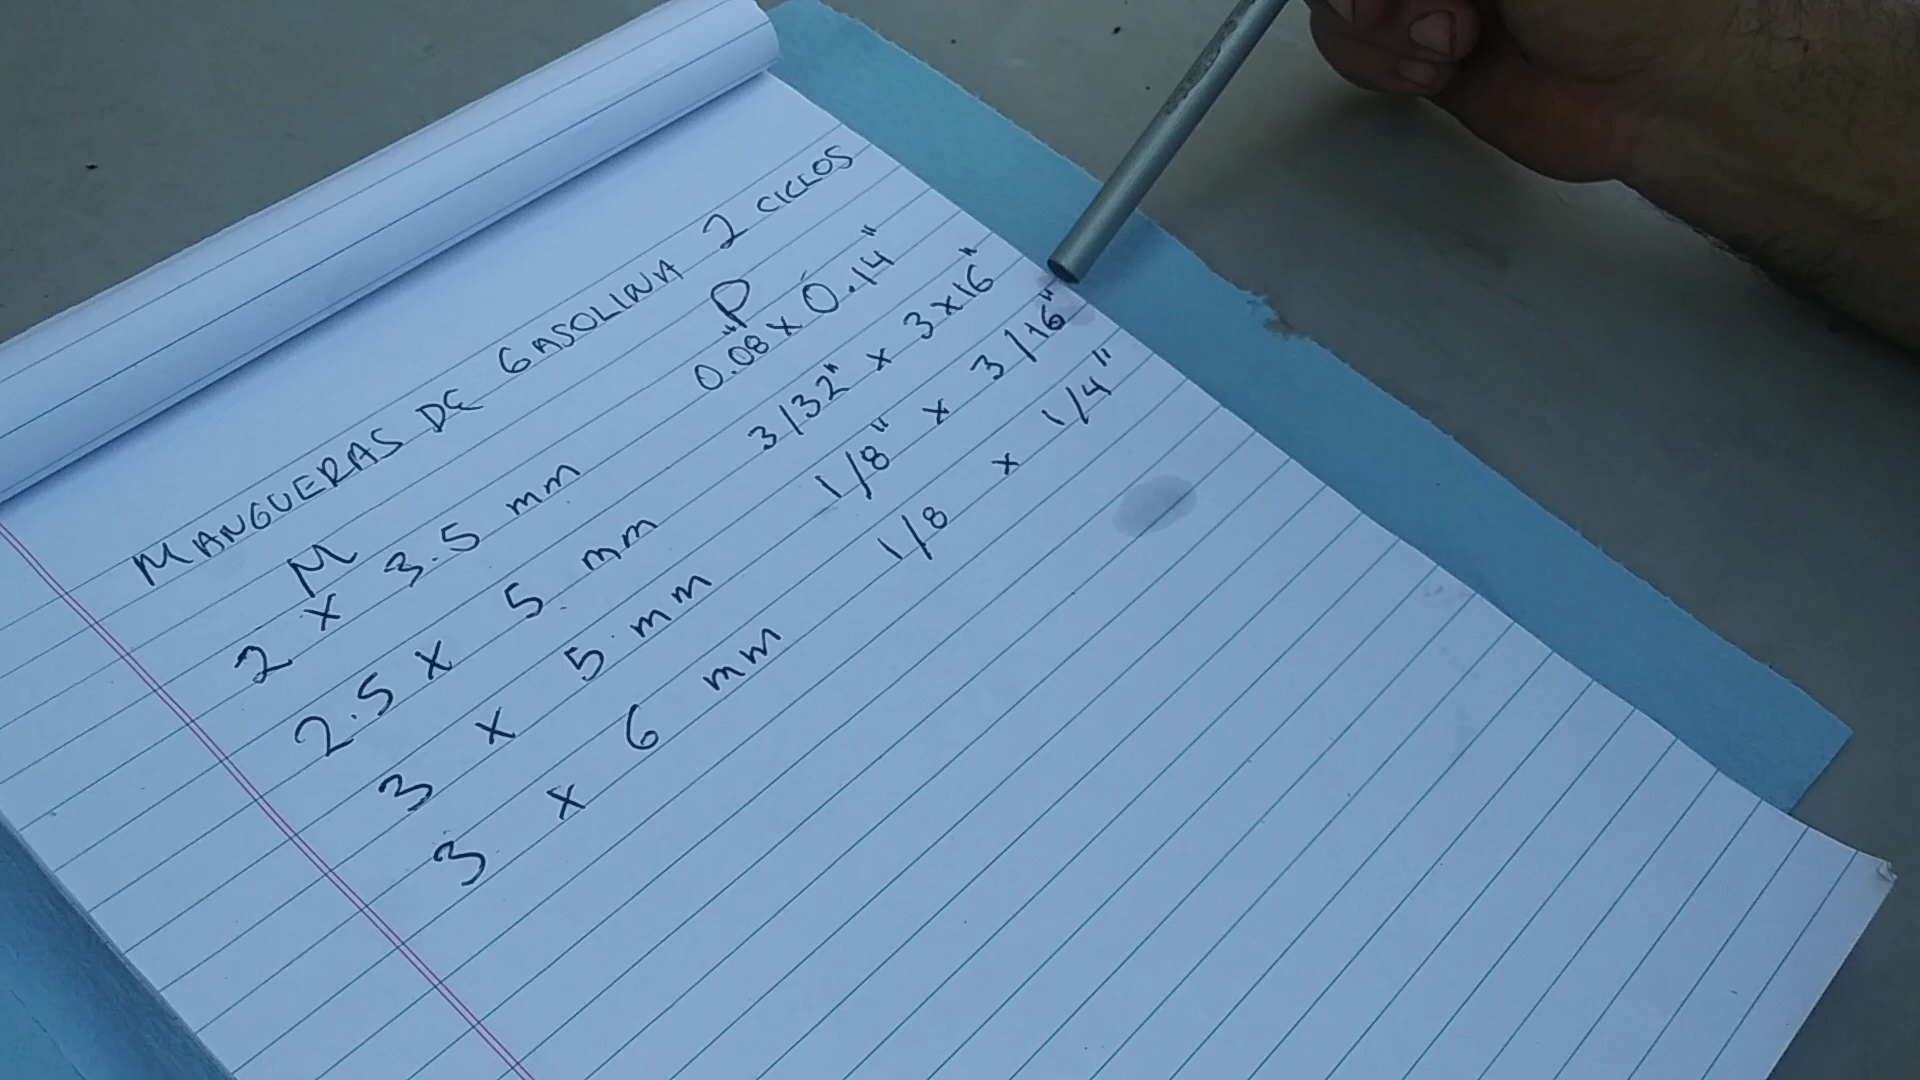 MANGUERAS DE GASOLINA 2 CICLOS
M P
2 x 3.5 mm 0.08" x 0.14"
2.5 x 5 mm 3/32" x 3x16"
3 x 5 mm 1/8" x 3/16"
3 x 6 mm 1/8 x 1/4"